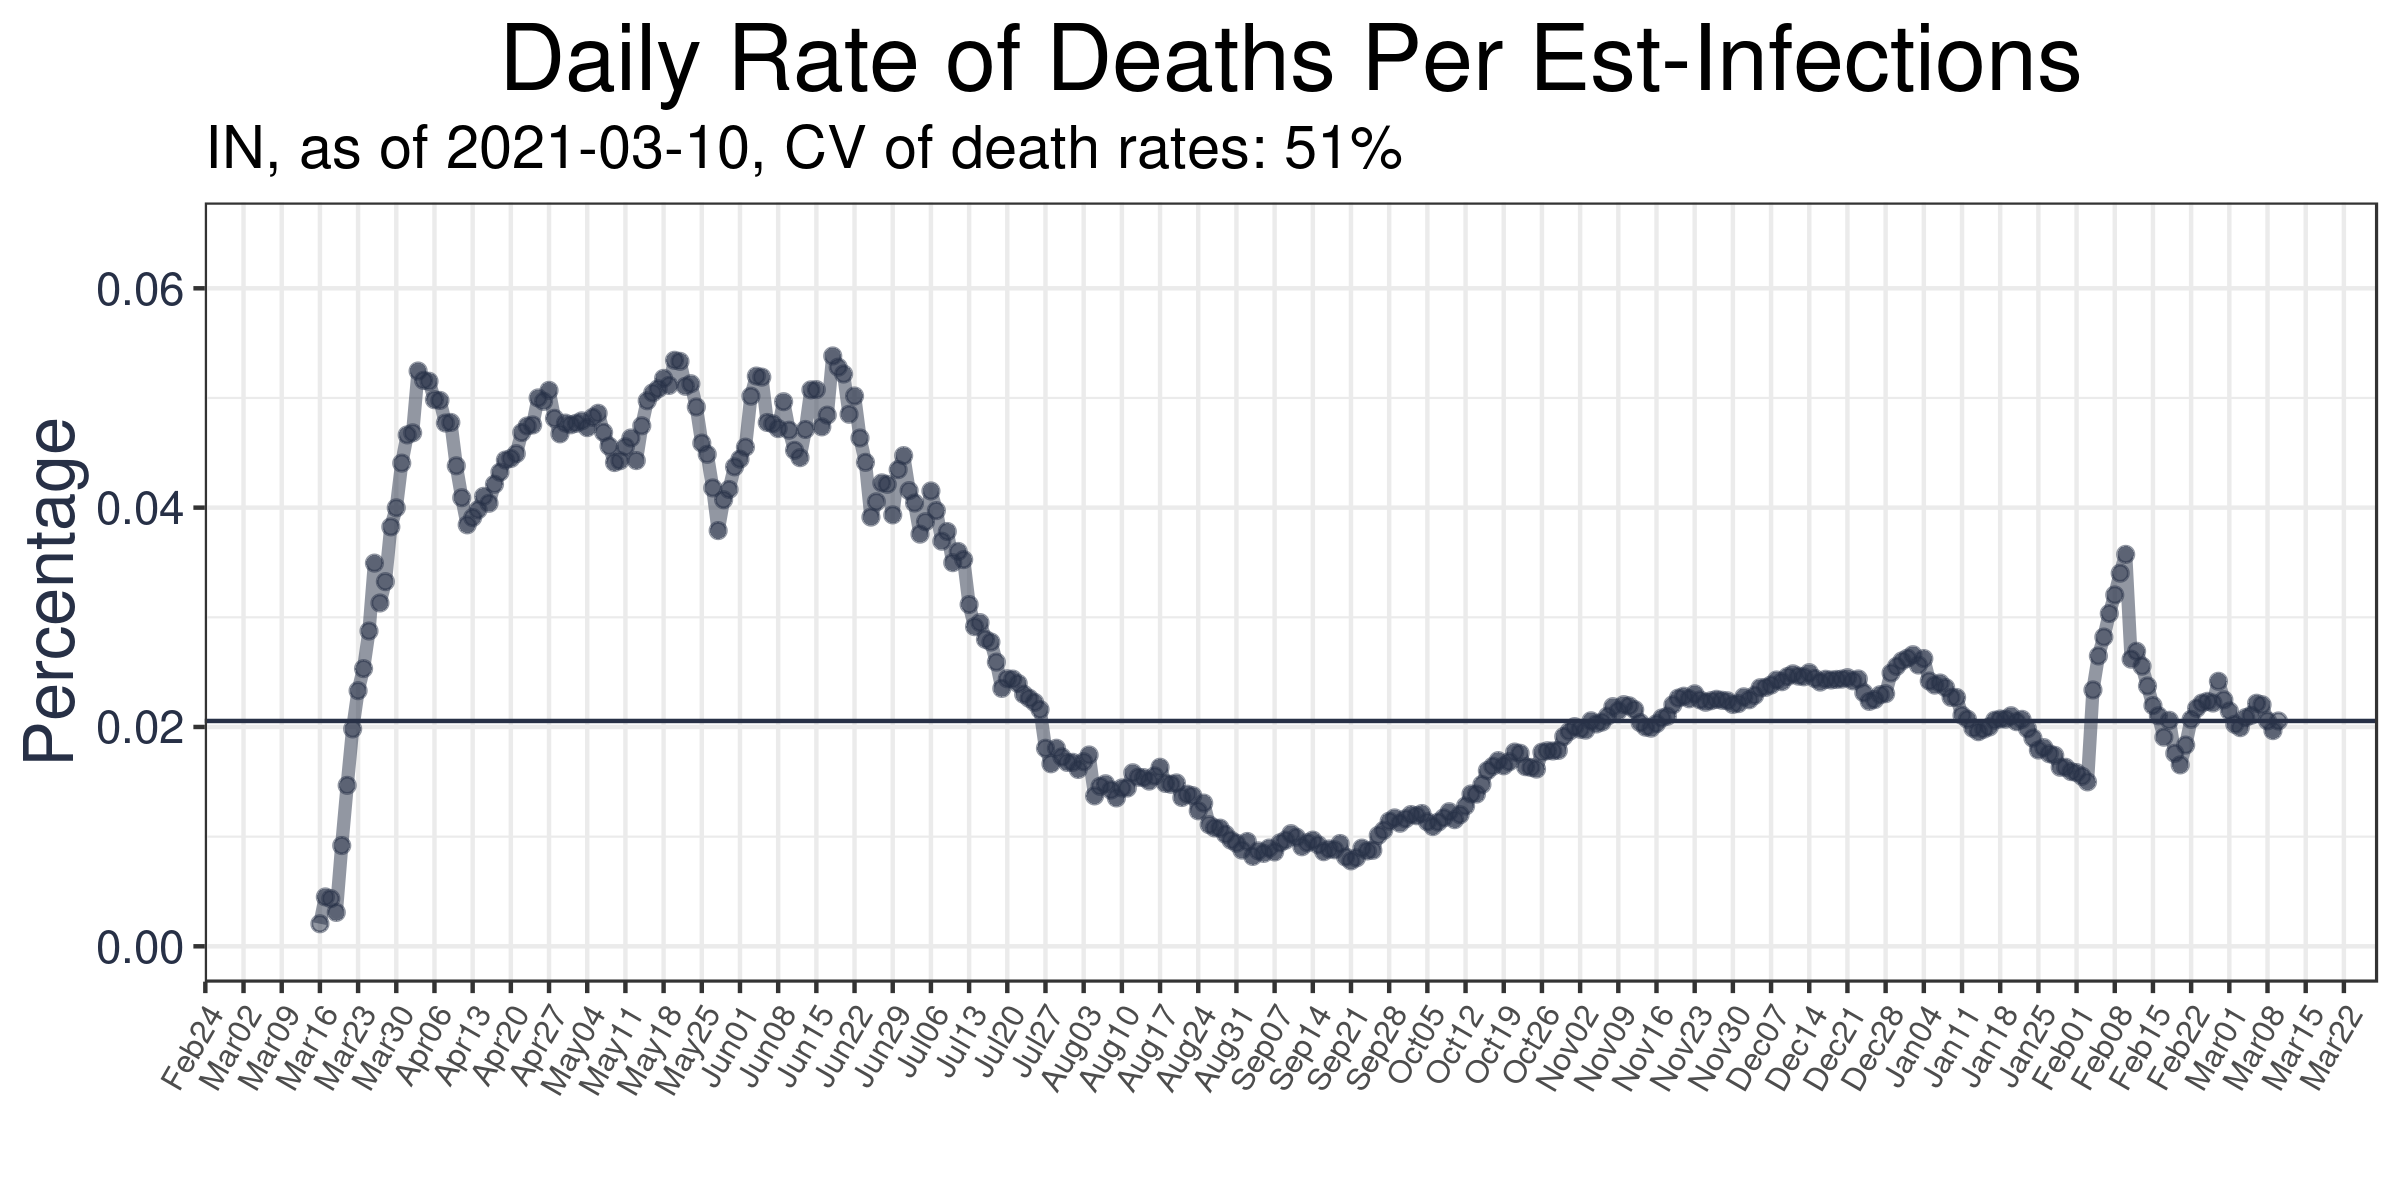 Daily Rate of Deaths Per Est-Infections
IN, as of 2021-03-10, CV of death rates: 51%
Percentage
0.06
0.04
0.02
0.00
Feb24
Mar02
Mar09
Mar16
Mar23
Mar30
Apr06
Apr13
Apr20
Apr27
May04
May11
May18
May25
Jun01
Jun08
Jun15
Jun22
Jun29
Jul06
Jul13
Jul20
Jul27
Aug03
Aug10
Aug17
Aug24
Aug31
Sep07
Sep14
Sep21
Sep28
Oct05
Oct12
Oct19
Oct26
Nov02
Nov09
Nov16
Nov23
Nov30
Dec07
Dec14
Dec21
Dec28
Jan04
Jan11
Jan18
Jan25
Feb01
Feb08
Feb15
Feb22
Mar01
Mar08
Mar15
Mar22